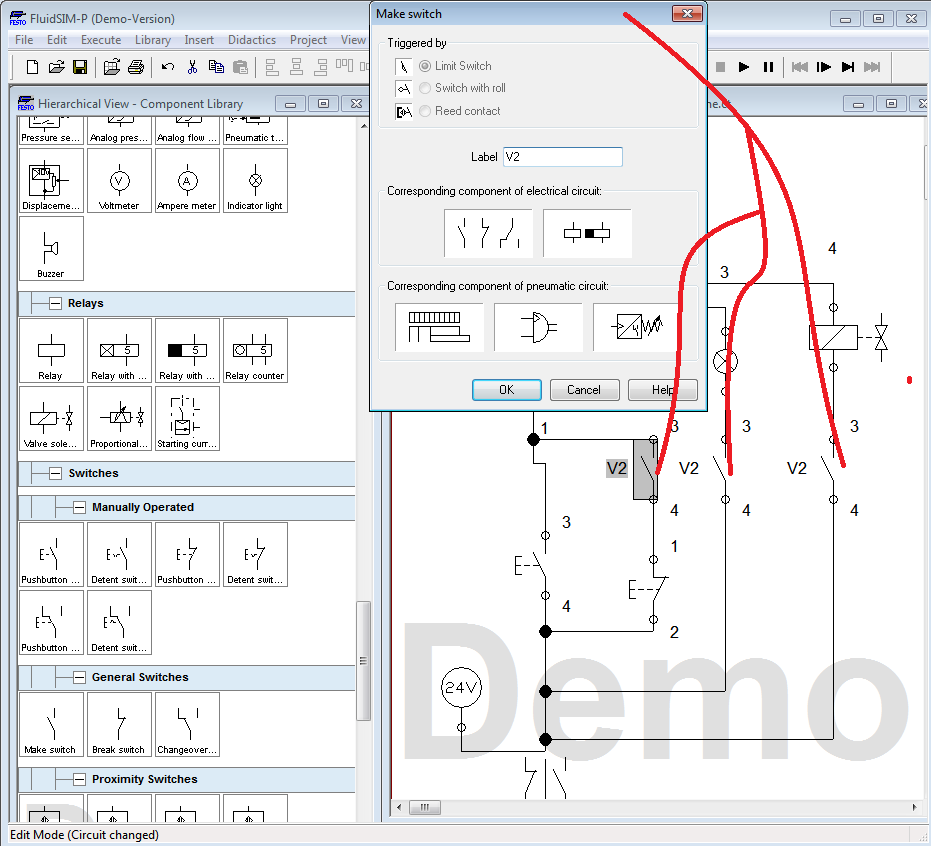 FluidSIM-P (Demo-Version)
FESTO
File Edit Execute Library Insert Didactics Project View
Hierarchical View - Component Library
FESTO
Pressure se... Analog pres... Analog flow ... Pneumatic t...
Displaceme... Voltmeter Ampere meter Indicator light
V A
Buzzer
Relays
5 5 5
Relay Relay with ... Relay with ... Relay counter
Valve sole... Proportional... Starting curr...
Switches
Manually Operated
Pushbutton ... Detent swit... Pushbutton ... Detent swit...
Pushbutton ... Detent swit...
General Switches
Make switch Break switch Changeover...
Proximity Switches
Edit Mode (Circuit changed)
Make switch
Triggered by
Limit Switch
Switch with roll
Reed contact
Label V2
Corresponding component of electrical circuit:
Corresponding component of pneumatic circuit:
OK Cancel Help
ne.ct
3 4
1 3 3 3
V2 V2 V2
4 4 4
3 1
4 2
24V
Demo